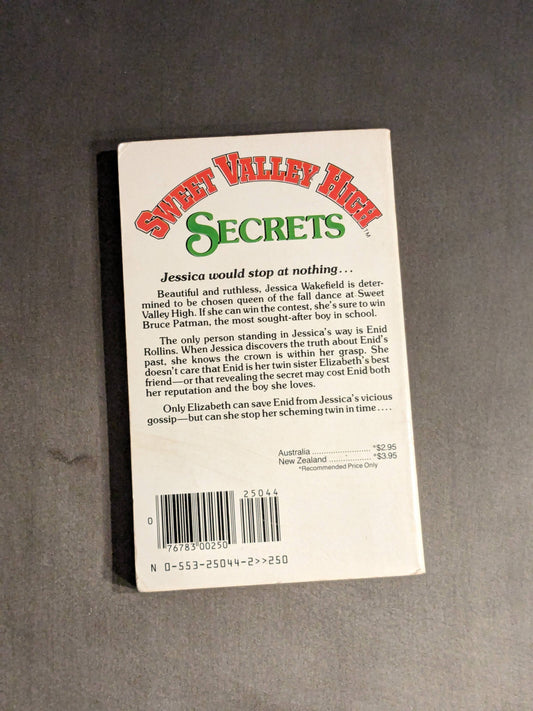 SWEET VALLEY HIGH™
SECRETS
Jessica would stop at nothing...
Beautiful and ruthless, Jessica Wakefield is deter-
mined to be chosen queen of the fall dance at Sweet
Valley High. If she can win the contest, she's sure to win
Bruce Patman, the most sought-after boy in school.
The only person standing in Jessica's way is Enid
Rollins. When Jessica discovers the truth about Enid's
past, she knows the crown is within her grasp. She
doesn't care that Enid is her twin sister Elizabeth's best
friend—or that revealing the secret may cost Enid both
her reputation and the boy she loves.
Only Elizabeth can save Enid from Jessica's vicious
gossip—but can she stop her scheming twin in time....
Australia ........................ *$2.95
New Zealand ................ *$3.95
*Recommended Price Only
25044
0
76783 00250
N 0-553-25044-2>>250